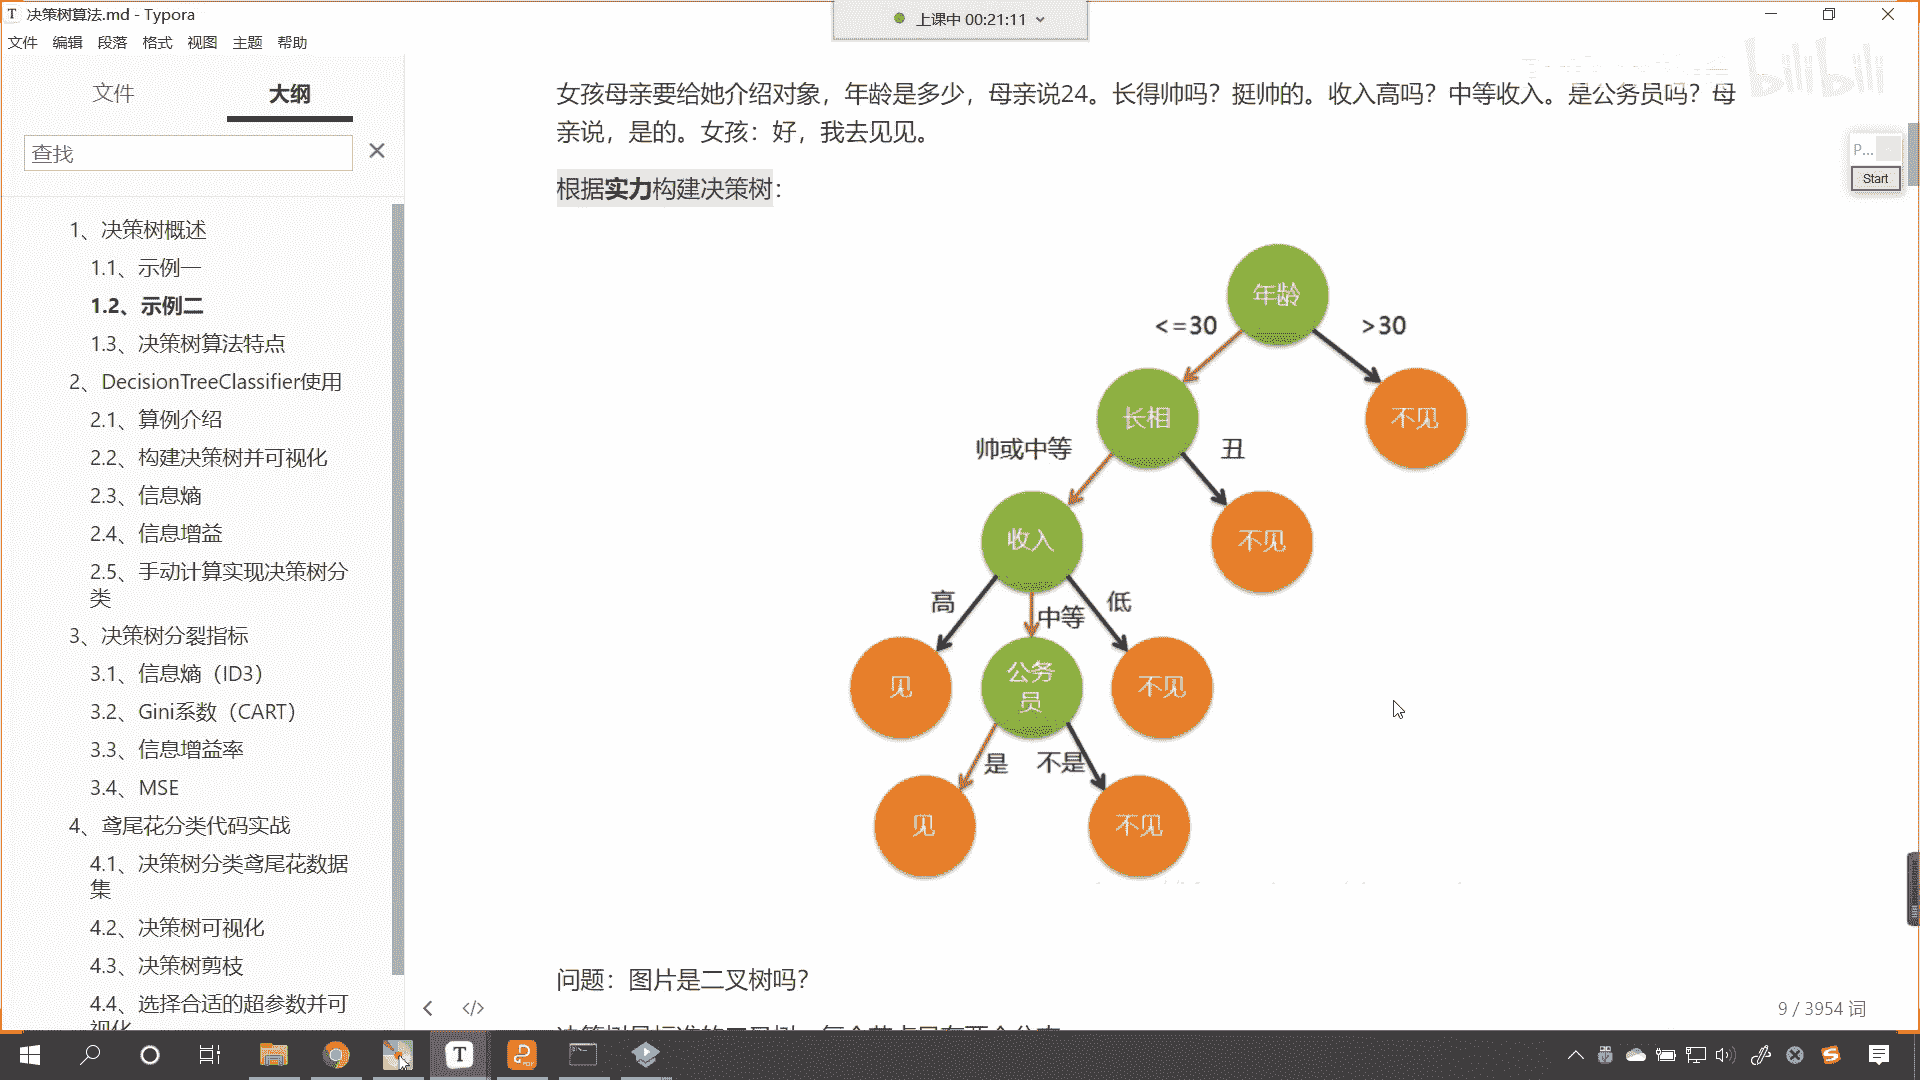 决策树算法.md - Typora
上课中 00:21:11
文件 编辑 段落 格式 视图 主题 帮助
文件 大纲
查找
1、决策树概述
1.1、示例一
1.2、示例二
1.3、决策树算法特点
2、DecisionTreeClassifier使用
2.1、算例介绍
2.2、构建决策树并可视化
2.3、信息熵
2.4、信息增益
2.5、手动计算实现决策树分
类
3、决策树分裂指标
3.1、信息熵（ID3）
3.2、Gini系数（CART）
3.3、信息增益率
3.4、MSE
4、鸢尾花分类代码实战
4.1、决策树分类鸢尾花数据
集
4.2、决策树可视化
4.3、决策树剪枝
4.4、选择合适的超参数并可
视化
bilibili
女孩母亲要给她介绍对象，年龄是多少，母亲说24。长得帅吗？挺帅的。收入高吗？中等收入。是公务员吗？母
亲说，是的。女孩：好，我去见见。
P...
Start
根据实力构建决策树：
年龄
<=30 >30
长相 不见
帅或中等 丑
收入 不见
高 中等 低
见 公务
员 不见
是 不是
见 不见
问题：图片是二叉树吗？
9 / 3954 词